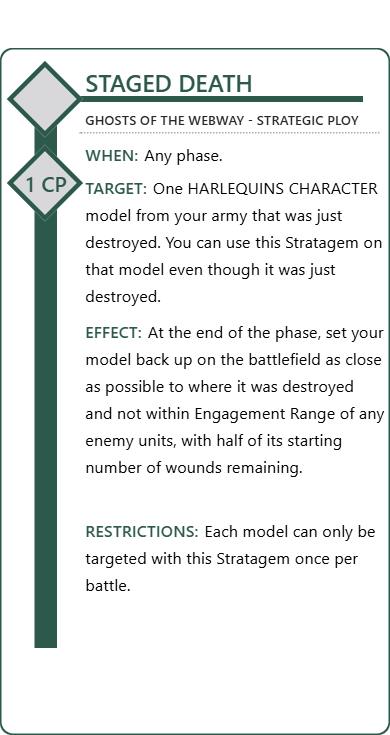 STAGED DEATH
GHOSTS OF THE WEBWAY - STRATEGIC PLOY
WHEN: Any phase.
1 CP
TARGET: One HARLEQUINS CHARACTER
model from your army that was just
destroyed. You can use this Stratagem on
that model even though it was just
destroyed.
EFFECT: At the end of the phase, set your
model back up on the battlefield as close
as possible to where it was destroyed
and not within Engagement Range of any
enemy units, with half of its starting
number of wounds remaining.
RESTRICTIONS: Each model can only be
targeted with this Stratagem once per
battle.